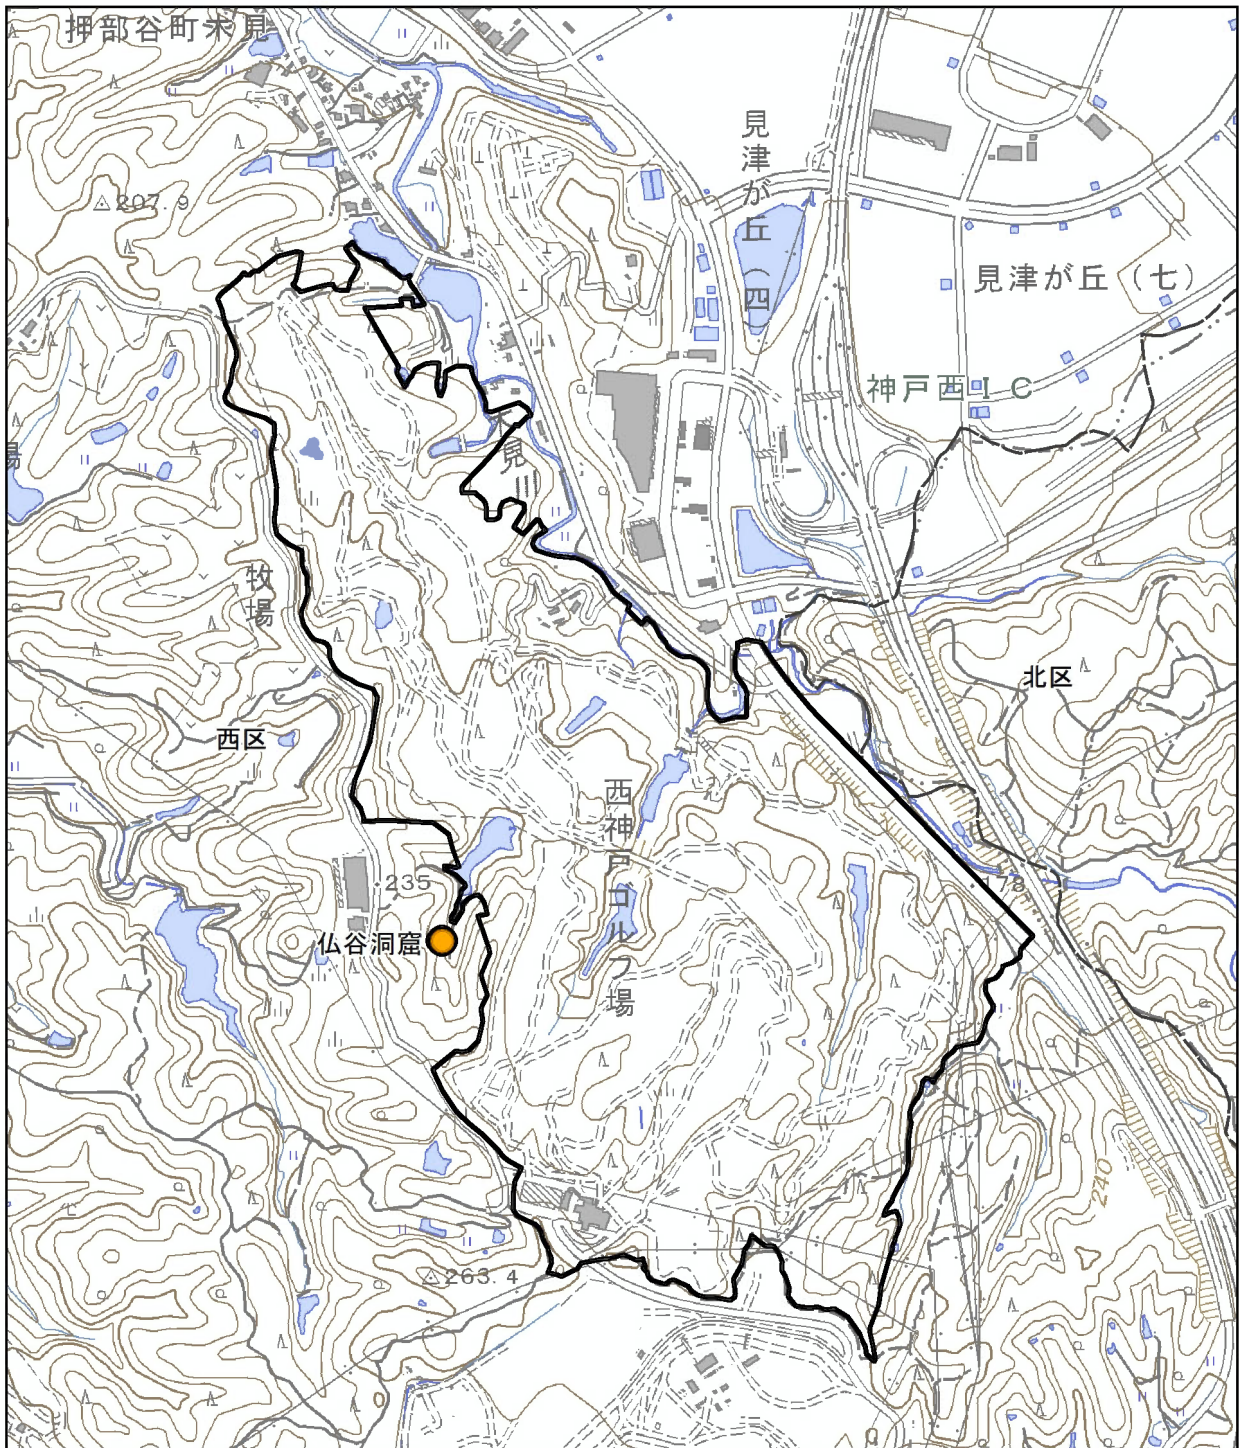 押部谷町木見
見津が丘（四）
207.9
見津が丘（七）
神戸西ＩＣ
木見
牧場
北区
西区
西神戸ゴルフ場
235
178
仏谷洞窟
240
263.4